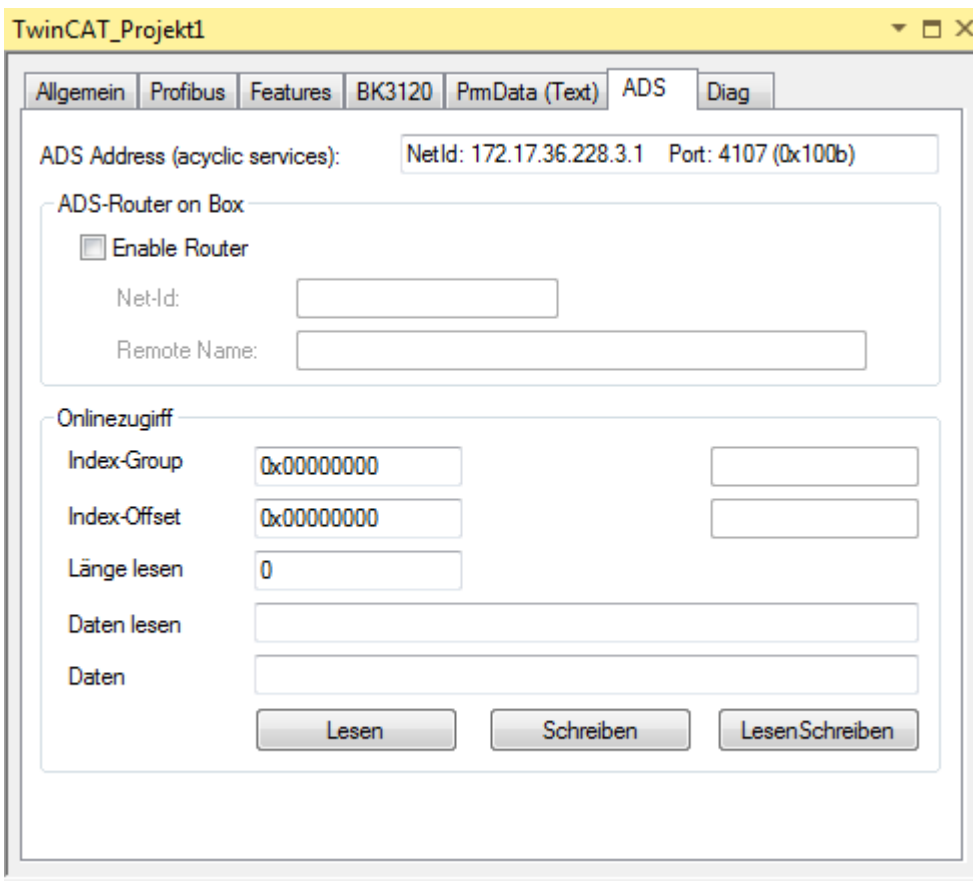 TwinCAT_Projekt1
Allgemein Profibus Features BK3120 PrmData (Text) ADS Diag
ADS Address (acyclic services): NetId: 172.17.36.228.3.1 Port: 4107 (0x100b)
ADS-Router on Box
Enable Router
Net-Id:
Remote Name:
Onlinezugirff
Index-Group 0x00000000
Index-Offset 0x00000000
Länge lesen 0
Daten lesen
Daten
Lesen Schreiben LesenSchreiben